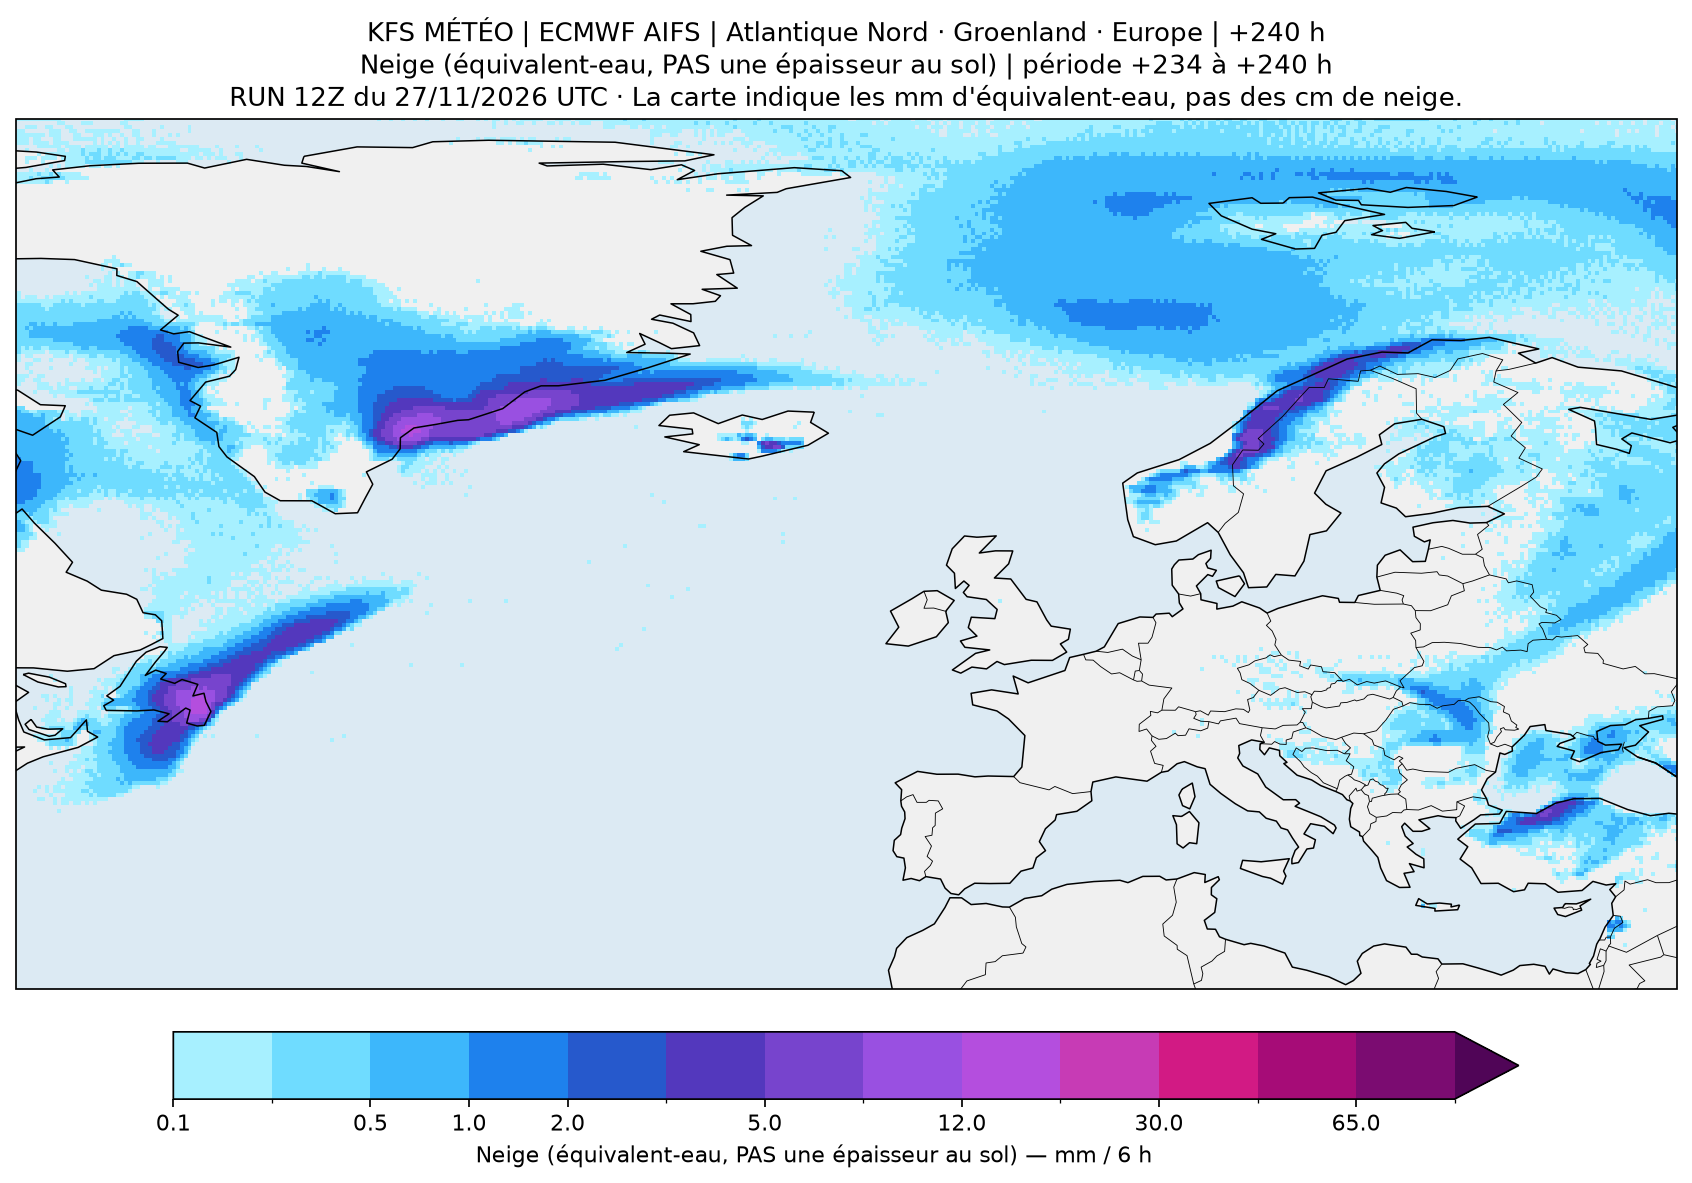 KFS MÉTÉO | ECMWF AIFS | Atlantique Nord · Groenland · Europe | +240 h
Neige (équivalent-eau, PAS une épaisseur au sol) | période +234 à +240 h
RUN 12Z du 27/11/2026 UTC · La carte indique les mm d'équivalent-eau, pas des cm de neige.
0.1 0.5 1.0 2.0 5.0 12.0 30.0 65.0
Neige (équivalent-eau, PAS une épaisseur au sol) — mm / 6 h